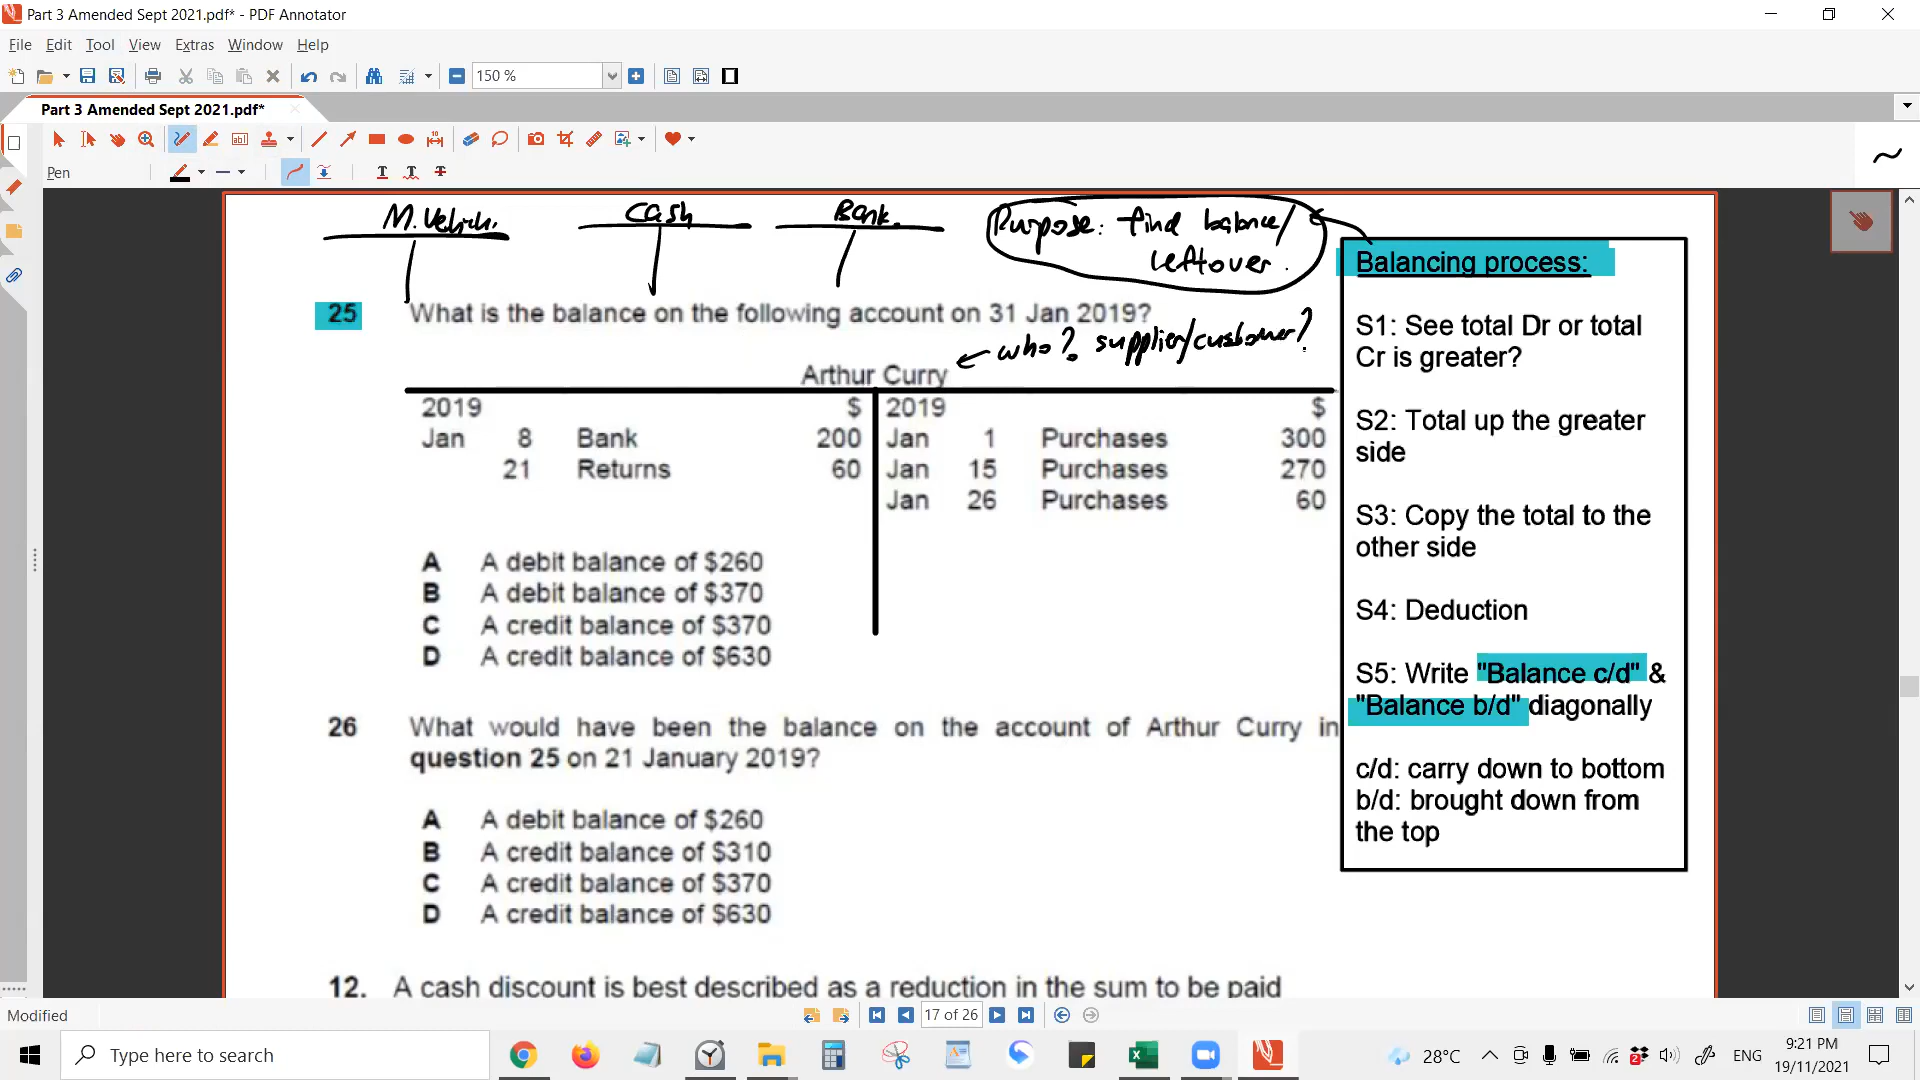 Part 3 Amended Sept 2021.pdf* - PDF Annotator
File Edit Tool View Extras Window Help
150 %
Part 3 Amended Sept 2021.pdf*
Pen
M. Vehicle. Cash Bank. Purpose: find balance/
leftover.
Balancing process:
S1: See total Dr or total
Cr is greater?
S2: Total up the greater
side
S3: Copy the total to the
other side
S4: Deduction
S5: Write "Balance c/d" &
"Balance b/d" diagonally
c/d: carry down to bottom
b/d: brought down from
the top
25 What is the balance on the following account on 31 Jan 2019?
← who? supplier/customer?
Arthur Curry
2019 $ 2019 $
Jan 8 Bank 200 Jan 1 Purchases 300
21 Returns 60 Jan 15 Purchases 270
Jan 26 Purchases 60
A A debit balance of $260
B A debit balance of $370
C A credit balance of $370
D A credit balance of $630
26 What would have been the balance on the account of Arthur Curry in
question 25 on 21 January 2019?
A A debit balance of $260
B A credit balance of $310
C A credit balance of $370
D A credit balance of $630
12. A cash discount is best described as a reduction in the sum to be paid
Modified
17 of 26
Type here to search
28°C
ENG
9:21 PM
19/11/2021